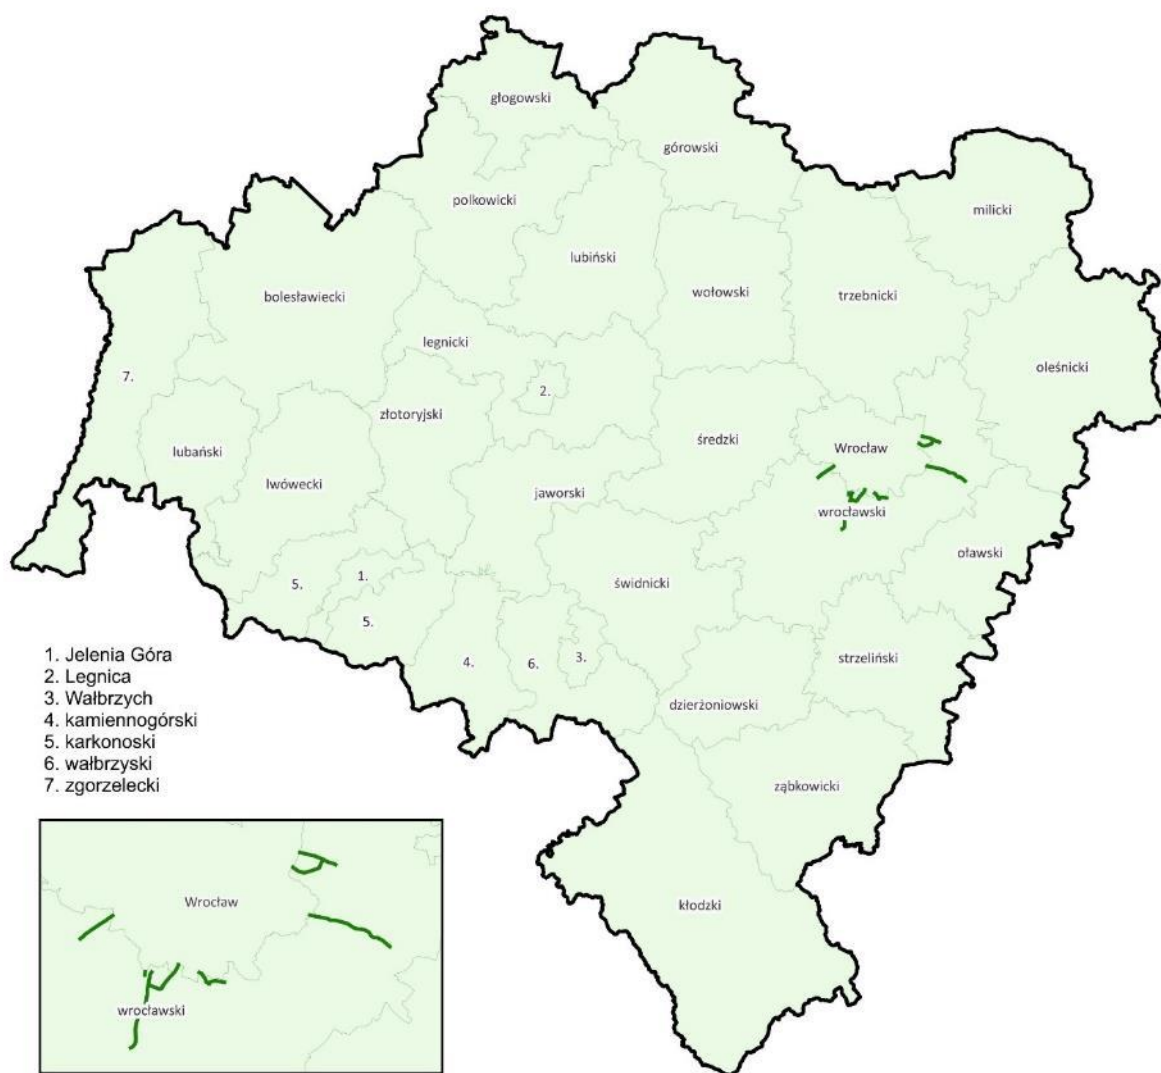 głogowski
górowski
polkowicki
milicki
lubiński
bolesławiecki
wołowski
trzebnicki
legnicki
oleśnicki
7.
2.
złotoryjski
średzki
Wrocław
lubański
lwówecki
jaworski
wrocławski
oławski
5.
1.
świdnicki
5.
4.
6.
3.
strzeliński
dzierżoniowski
ząbkowicki
kłodzki
1. Jelenia Góra
2. Legnica
3. Wałbrzych
4. kamiennogórski
5. karkonoski
6. wałbrzyski
7. zgorzelecki
Wrocław
wrocławski